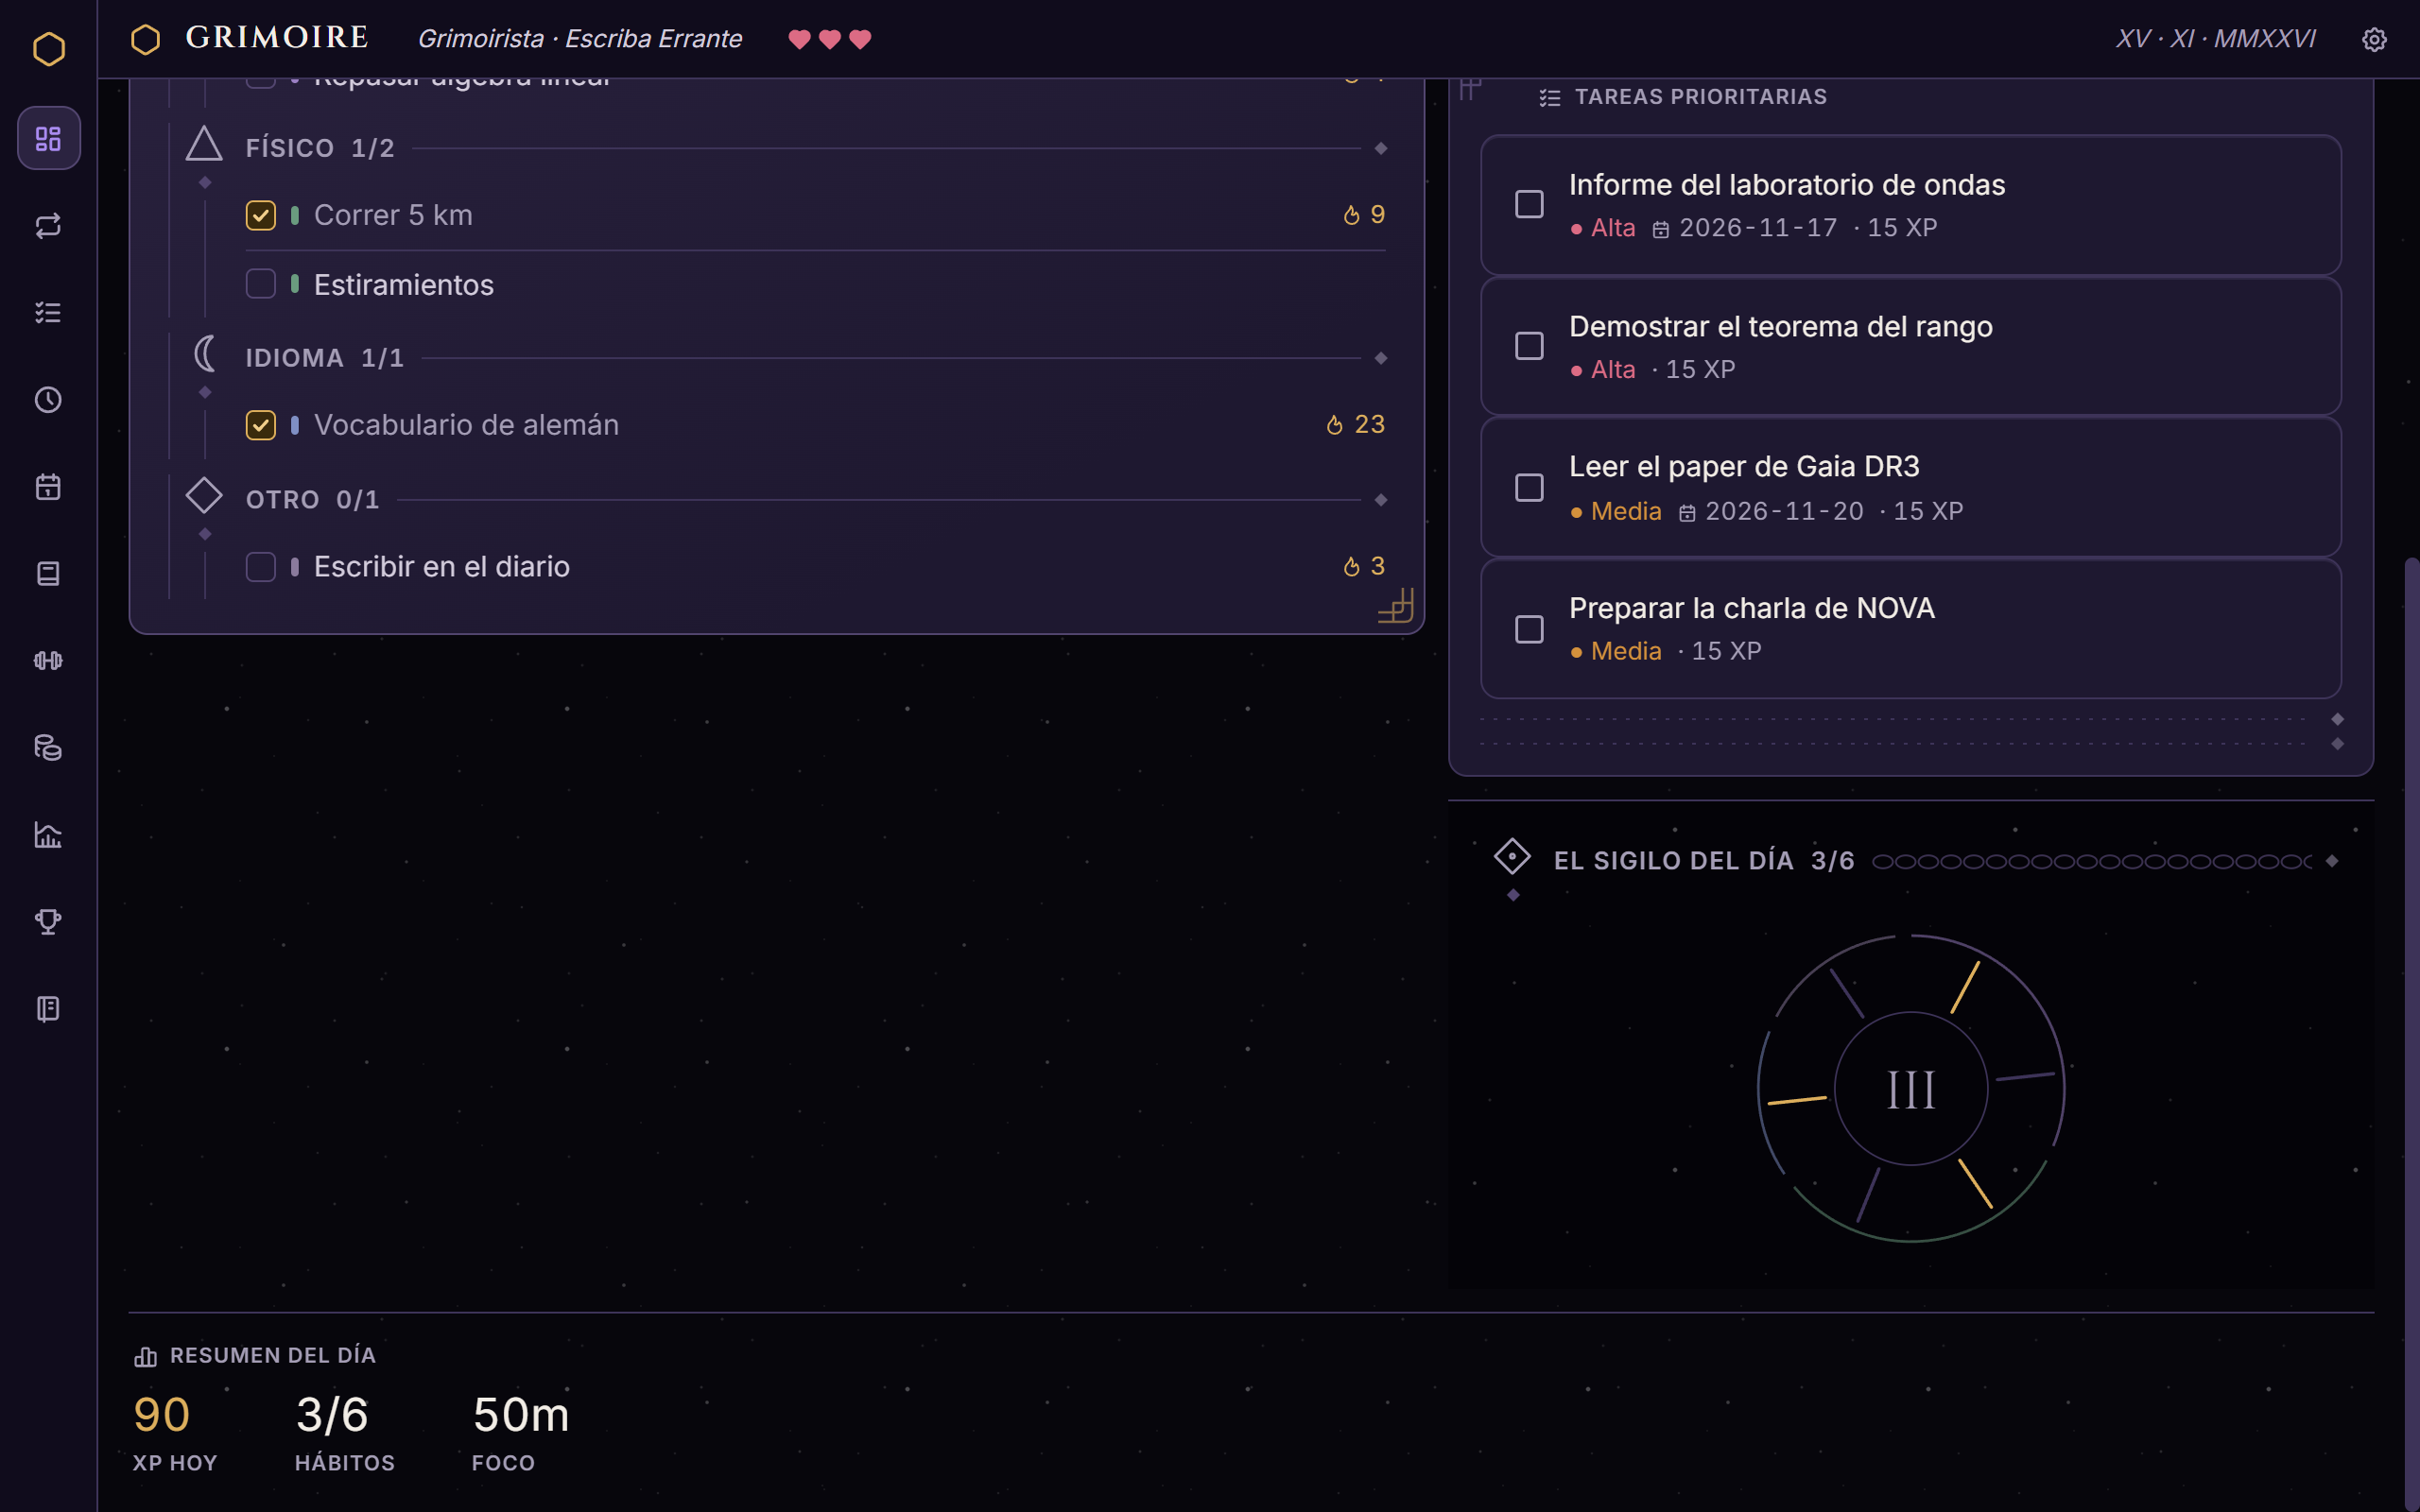 GRIMOIRE
Grimoirista · Escriba Errante
XV · XI · MMXXVI
Repasar álgebra lineal
FÍSICO 1/2
Correr 5 km
9
Estiramientos
IDIOMA 1/1
Vocabulario de alemán
23
OTRO 0/1
Escribir en el diario
3
TAREAS PRIORITARIAS
Informe del laboratorio de ondas
Alta 2026-11-17 · 15 XP
Demostrar el teorema del rango
Alta · 15 XP
Leer el paper de Gaia DR3
Media 2026-11-20 · 15 XP
Preparar la charla de NOVA
Media · 15 XP
EL SIGILO DEL DÍA 3/6
III
RESUMEN DEL DÍA
90
XP HOY
3/6
HÁBITOS
50m
FOCO